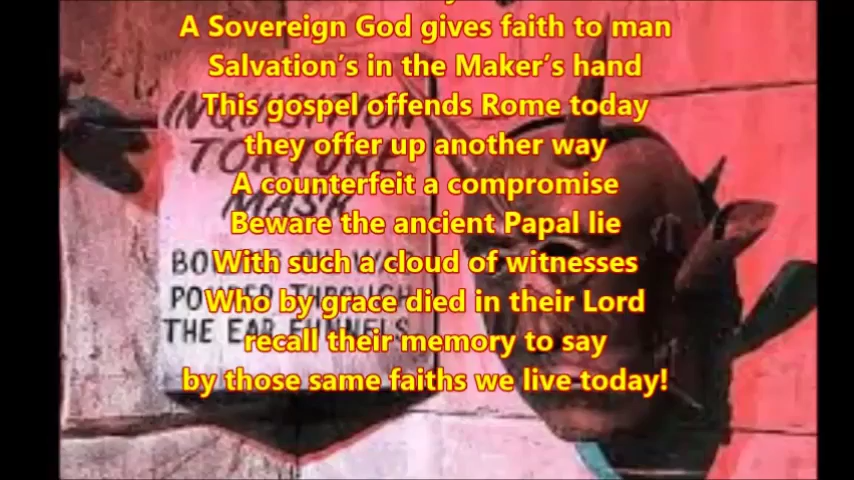 A Sovereign God gives faith to man
Salvation's in the Maker's hand
This gospel offends Rome today
they offer up another way
A counterfeit a compromise
Beware the ancient Papal lie
With such a cloud of witnesses
Who by grace died in their Lord
recall their memory to say
by those same faiths we live today!
INQUISITION
TORTURE
MASK
POWDER THROUGH
THE EAR FUNNELS